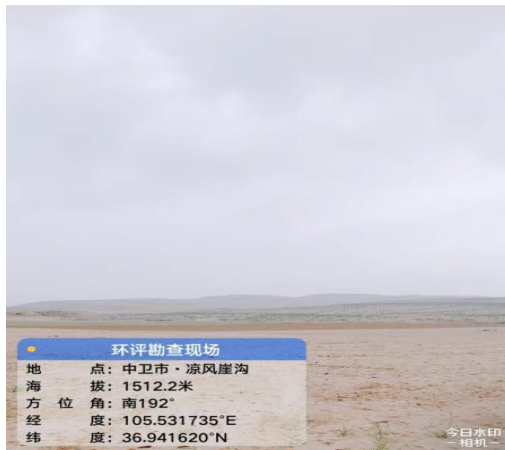 环评勘查现场
地 点：中卫市·凉风崖沟
海 拔：1512.2米
方 位 角：南192°
经 度：105.531735°E
纬 度：36.941620°N
今日水印
－相机－